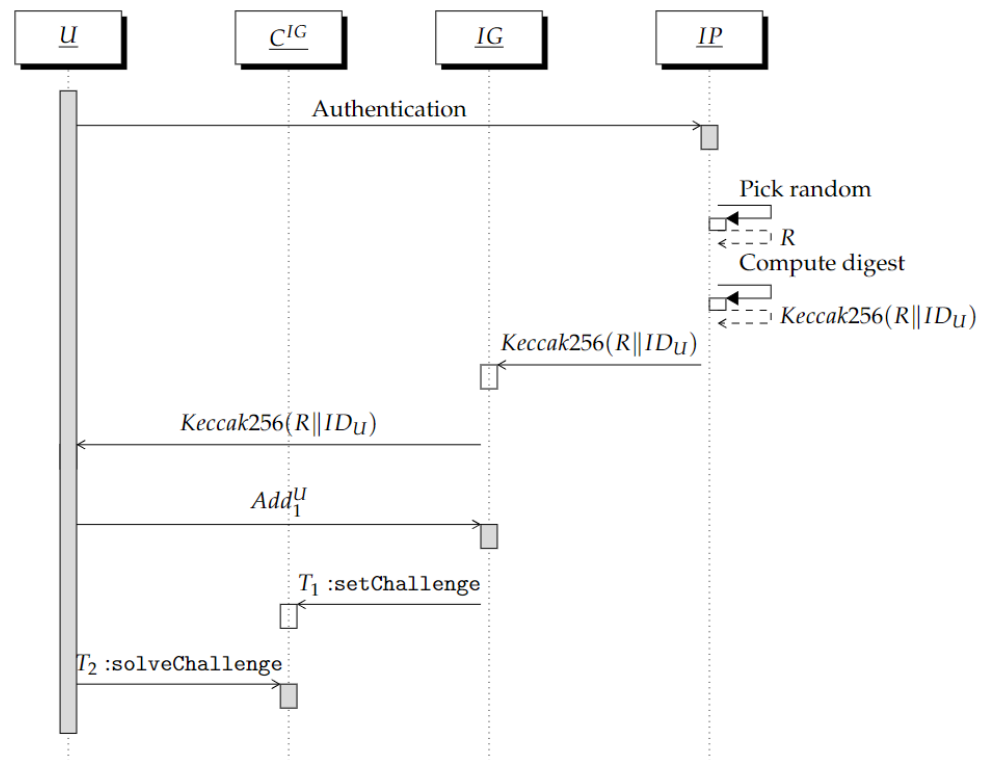 U C^{IG} IG IP
Authentication
Pick random
R
Compute digest
Keccak256(R‖ID_U)
Keccak256(R‖ID_U)
Keccak256(R‖ID_U)
Add_1^U
T_1 :setChallenge
T_2 :solveChallenge